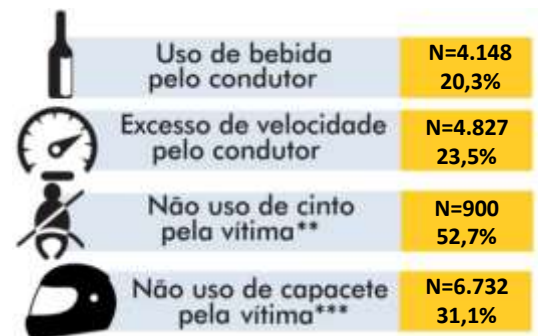 Uso de bebida
pelo condutor
N=4.148
20,3%
Excesso de velocidade
pelo condutor
N=4.827
23,5%
Não uso de cinto
pela vítima**
N=900
52,7%
Não uso de capacete
pela vítima***
N=6.732
31,1%